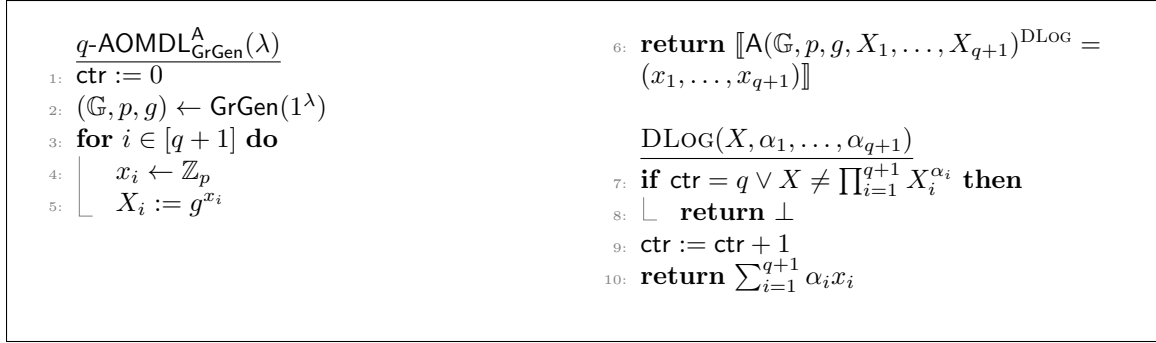 q-AOMDL^A_GrGen(λ)
1: ctr := 0
2: (𝔾, p, g) ← GrGen(1^λ)
3: for i ∈ [q + 1] do
4: x_i ← ℤ_p
5: X_i := g^{x_i}
6: return ⟦A(𝔾, p, g, X_1, . . . , X_{q+1})^{DLOG} =
(x_1, . . . , x_{q+1})⟧
DLOG(X, α_1, . . . , α_{q+1})
7: if ctr = q ∨ X ≠ ∏_{i=1}^{q+1} X_i^{α_i} then
8: return ⊥
9: ctr := ctr + 1
10: return ∑_{i=1}^{q+1} α_i x_i